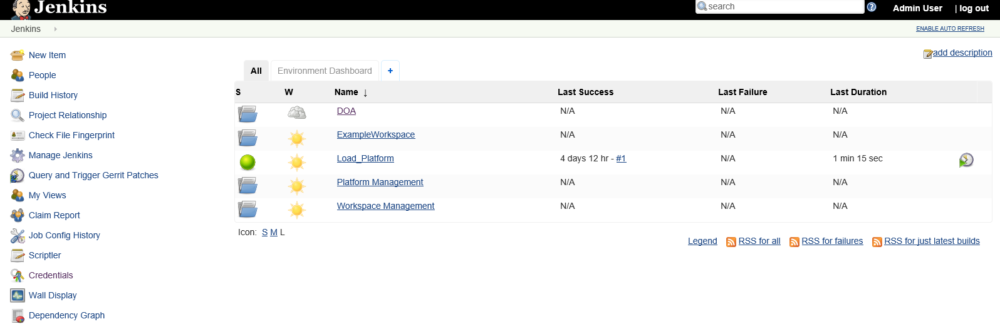 Jenkins
search
Admin User | log out
Jenkins
ENABLE AUTO REFRESH
New Item
People
Build History
Project Relationship
Check File Fingerprint
Manage Jenkins
Query and Trigger Gerrit Patches
My Views
Claim Report
Job Config History
Scriptler
Credentials
Wall Display
Dependency Graph
add description
All Environment Dashboard +
S W Name ↓ Last Success Last Failure Last Duration
DOA N/A N/A N/A
ExampleWorkspace N/A N/A N/A
Load_Platform 4 days 12 hr - #1 N/A 1 min 15 sec
Platform Management N/A N/A N/A
Workspace Management N/A N/A N/A
Icon: S M L
Legend RSS for all RSS for failures RSS for just latest builds